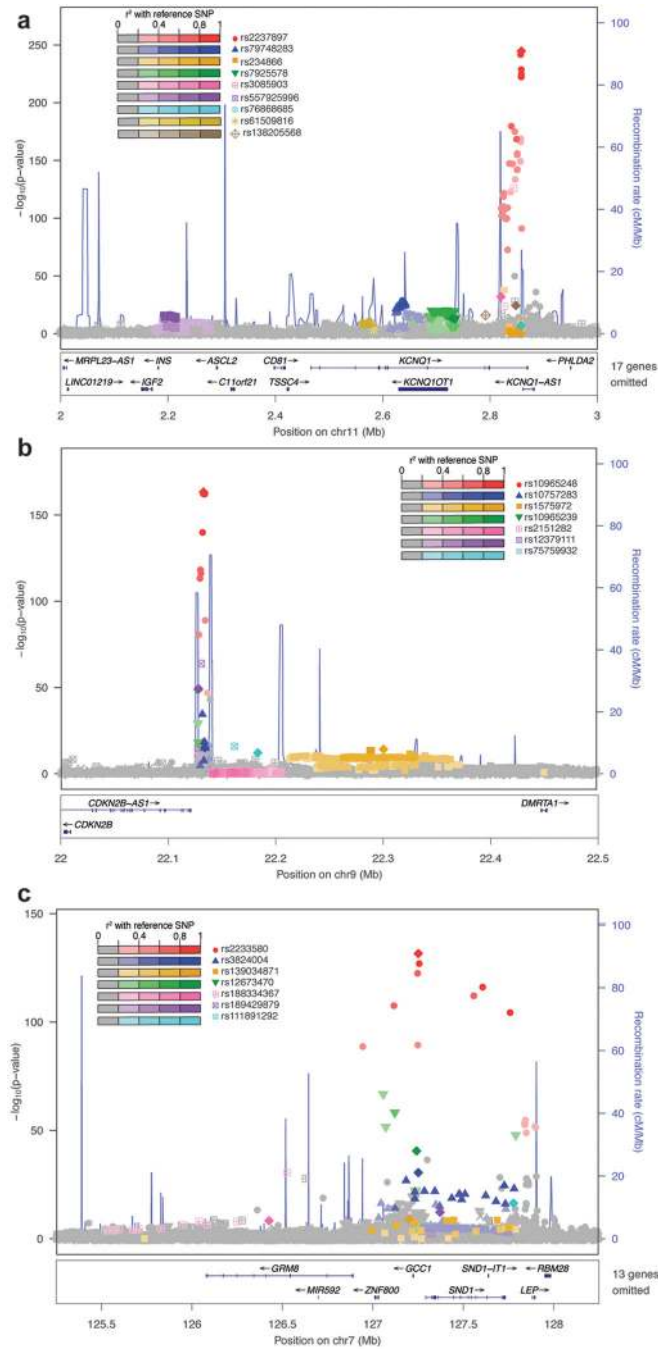 a
r² with reference SNP
0 0.4 0.8 1
rs2237897
rs79748283
rs234866
rs7925578
rs3085903
rs557925996
rs76868685
rs61509816
rs138205568
−log10(p-value)
250
200
150
100
50
0
Recombination rate (cM/Mb)
100
80
60
40
20
0
←MRPL23−AS1 ←INS ←ASCL2 CD81→ KCNQ1→ ←PHLDA2
LINC01219→ ←IGF2 ←C11orf21 TSSC4→ ←KCNQ1OT1 ←KCNQ1−AS1
17 genes
omitted
2 2.2 2.4 2.6 2.8 3
Position on chr11 (Mb)
b
r² with reference SNP
0 0.4 0.8 1
rs10965248
rs10757283
rs1575972
rs10965239
rs2151282
rs12379111
rs75759932
−log10(p-value)
150
100
50
0
Recombination rate (cM/Mb)
100
80
60
40
20
0
CDKN2B−AS1→ DMRTA1→
←CDKN2B
22 22.1 22.2 22.3 22.4 22.5
Position on chr9 (Mb)
c
r² with reference SNP
0 0.4 0.8 1
rs2233580
rs3824004
rs139034871
rs12673470
rs188334367
rs189429879
rs111891292
−log10(p-value)
150
100
50
0
Recombination rate (cM/Mb)
100
80
60
40
20
0
←GRM8 ←GCC1 SND1−IT1→ ←RBM28
←MIR592 ←ZNF800 SND1→ LEP→
13 genes
omitted
125.5 126 126.5 127 127.5 128
Position on chr7 (Mb)